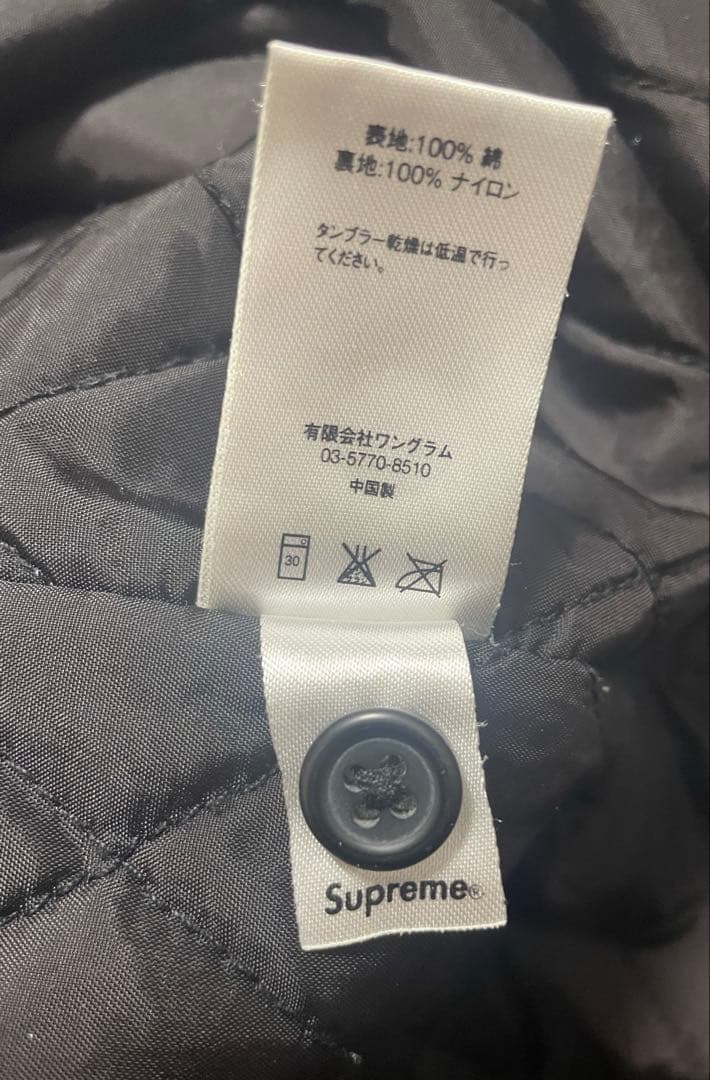 表地:100% 綿
裏地:100% ナイロン
タンブラー乾燥は低温で行っ
てください。
有限会社ワングラム
03-5770-8510
中国製
30
Supreme®